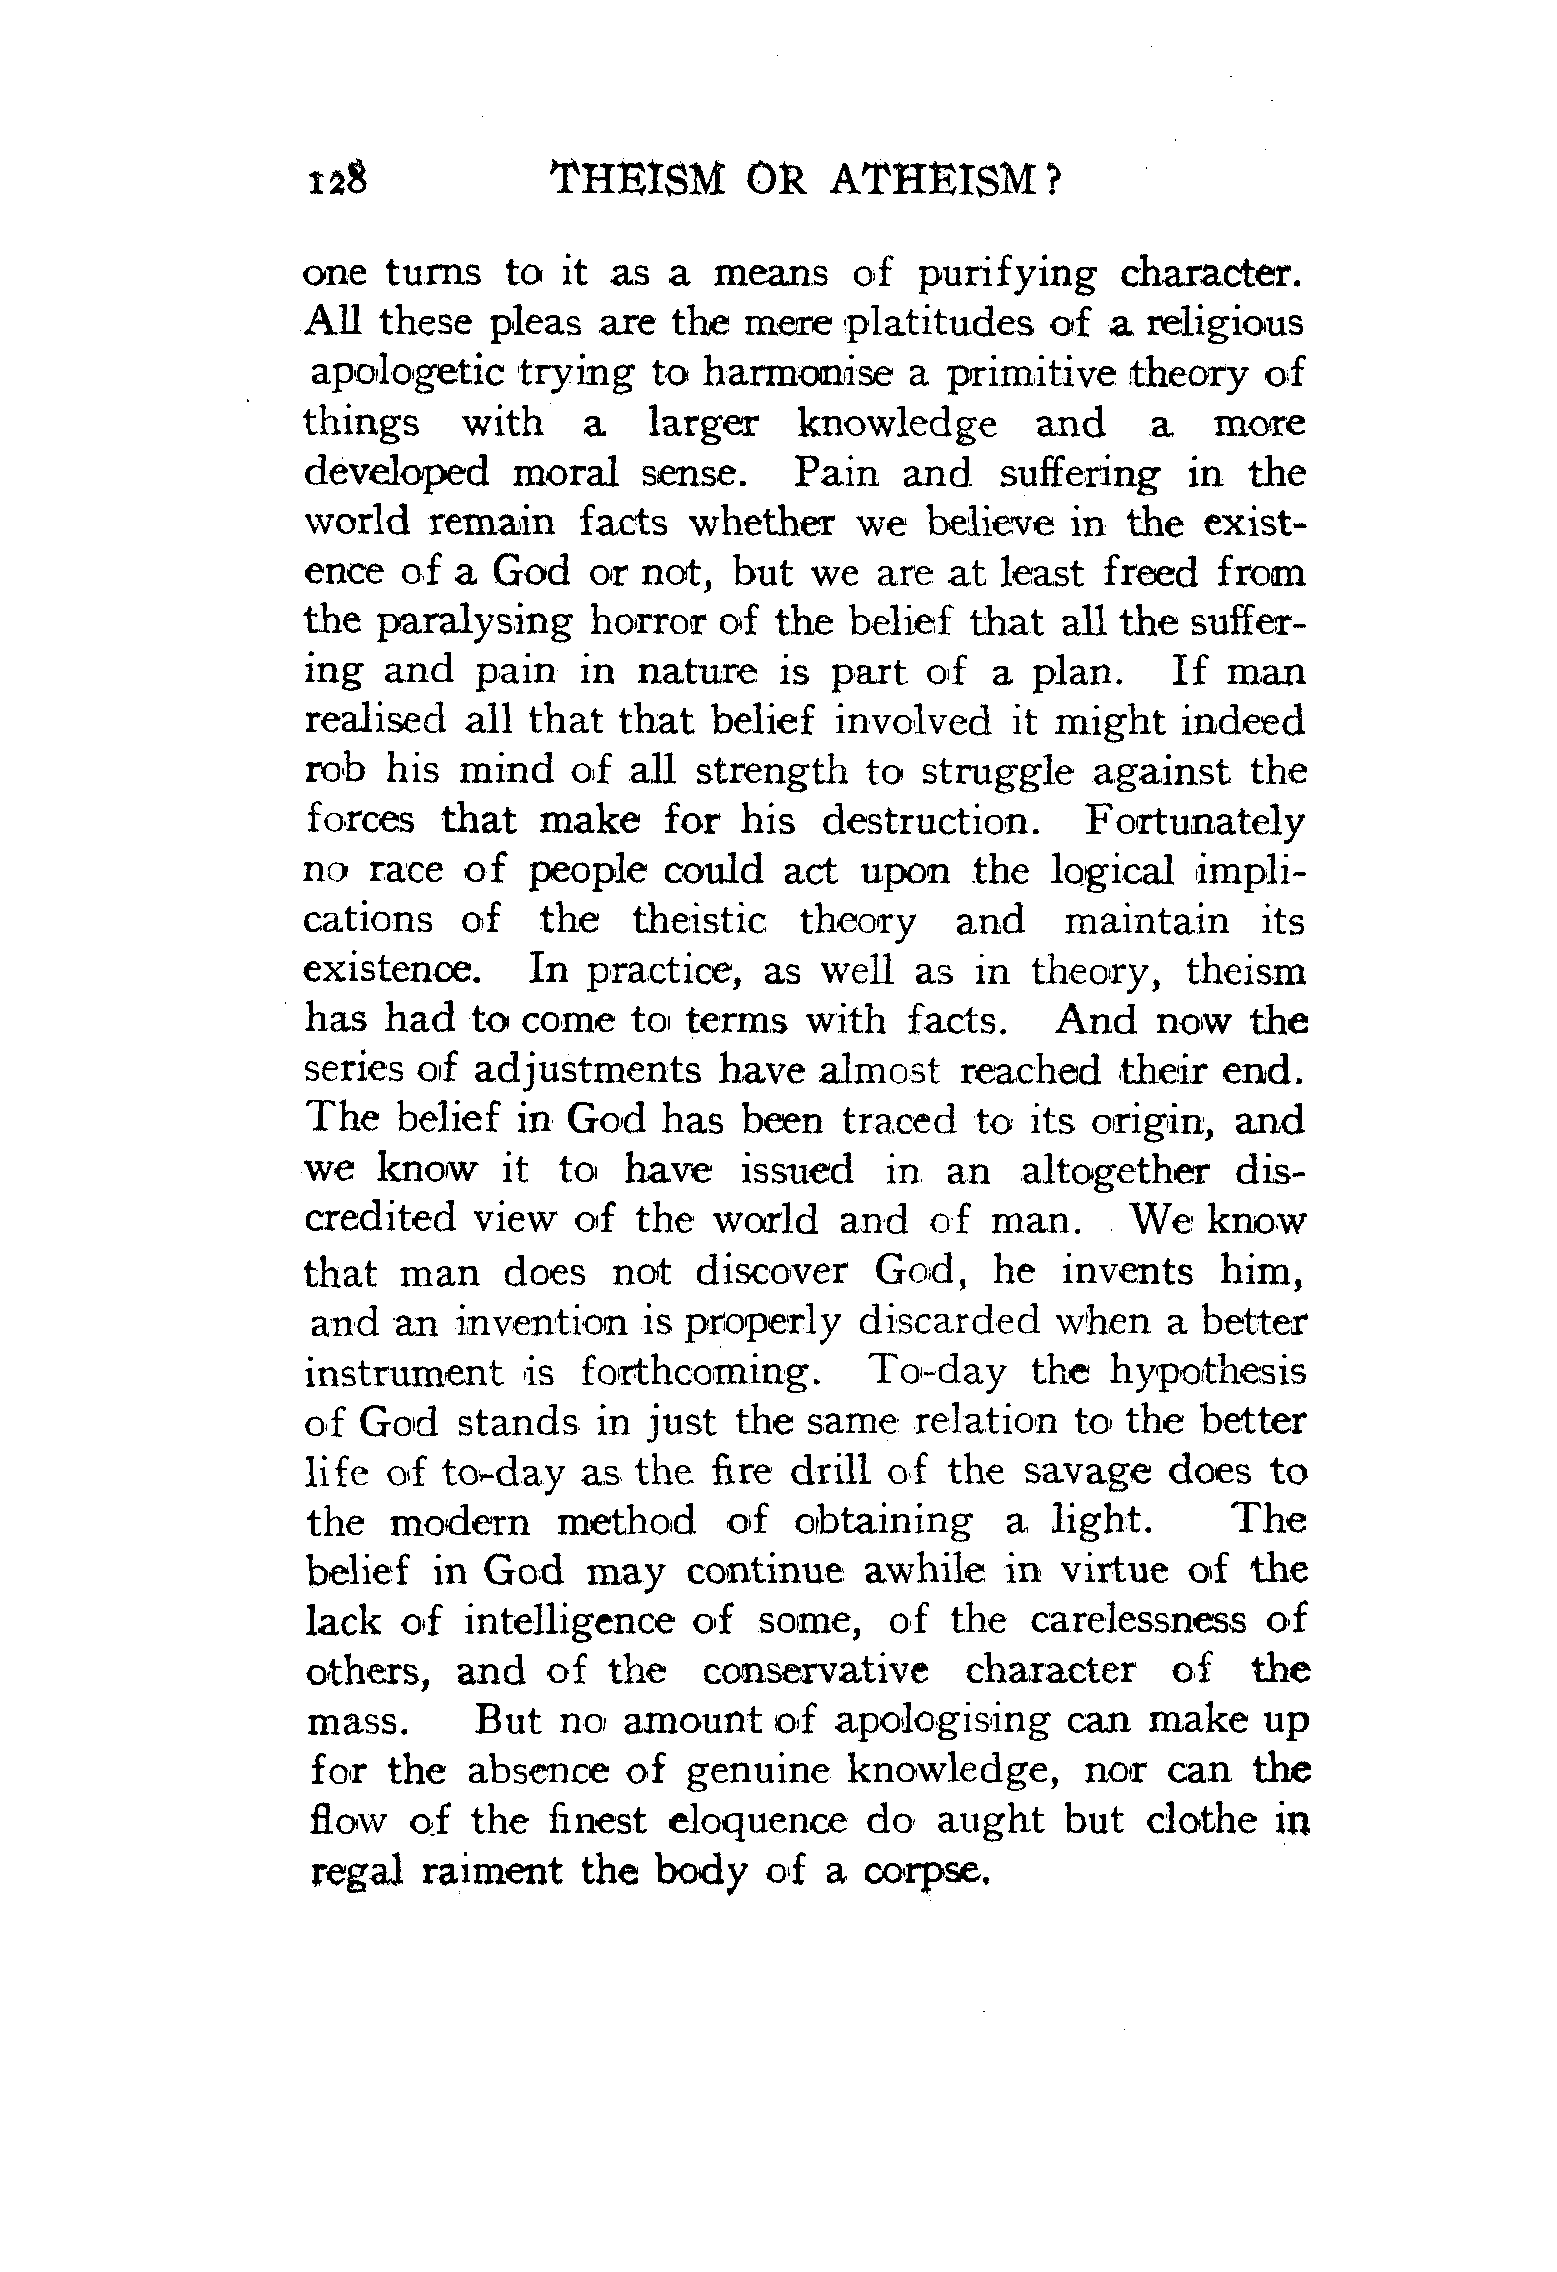 128 THEISM OR ATHEISM?
one turns to it as a means of purifying character.
All these pleas are the mere platitudes of a religious
apologetic trying to harmonise a primitive theory of
things with a larger knowledge and a more
developed moral sense. Pain and suffering in the
world remain facts whether we believe in the exist-
ence of a God or not, but we are at least freed from
the paralysing horror of the belief that all the suffer-
ing and pain in nature is part of a plan. If man
realised all that that belief involved it might indeed
rob his mind of all strength to struggle against the
forces that make for his destruction. Fortunately
no race of people could act upon the logical impli-
cations of the theistic theory and maintain its
existence. In practice, as well as in theory, theism
has had to come to terms with facts. And now the
series of adjustments have almost reached their end.
The belief in God has been traced to its origin, and
we know it to have issued in an altogether dis-
credited view of the world and of man. We know
that man does not discover God, he invents him,
and an invention is properly discarded when a better
instrument is forthcoming. To-day the hypothesis
of God stands in just the same relation to the better
life of to-day as the fire drill of the savage does to
the modern method of obtaining a light. The
belief in God may continue awhile in virtue of the
lack of intelligence of some, of the carelessness of
others, and of the conservative character of the
mass. But no amount of apologising can make up
for the absence of genuine knowledge, nor can the
flow of the finest eloquence do aught but clothe in
regal raiment the body of a corpse.